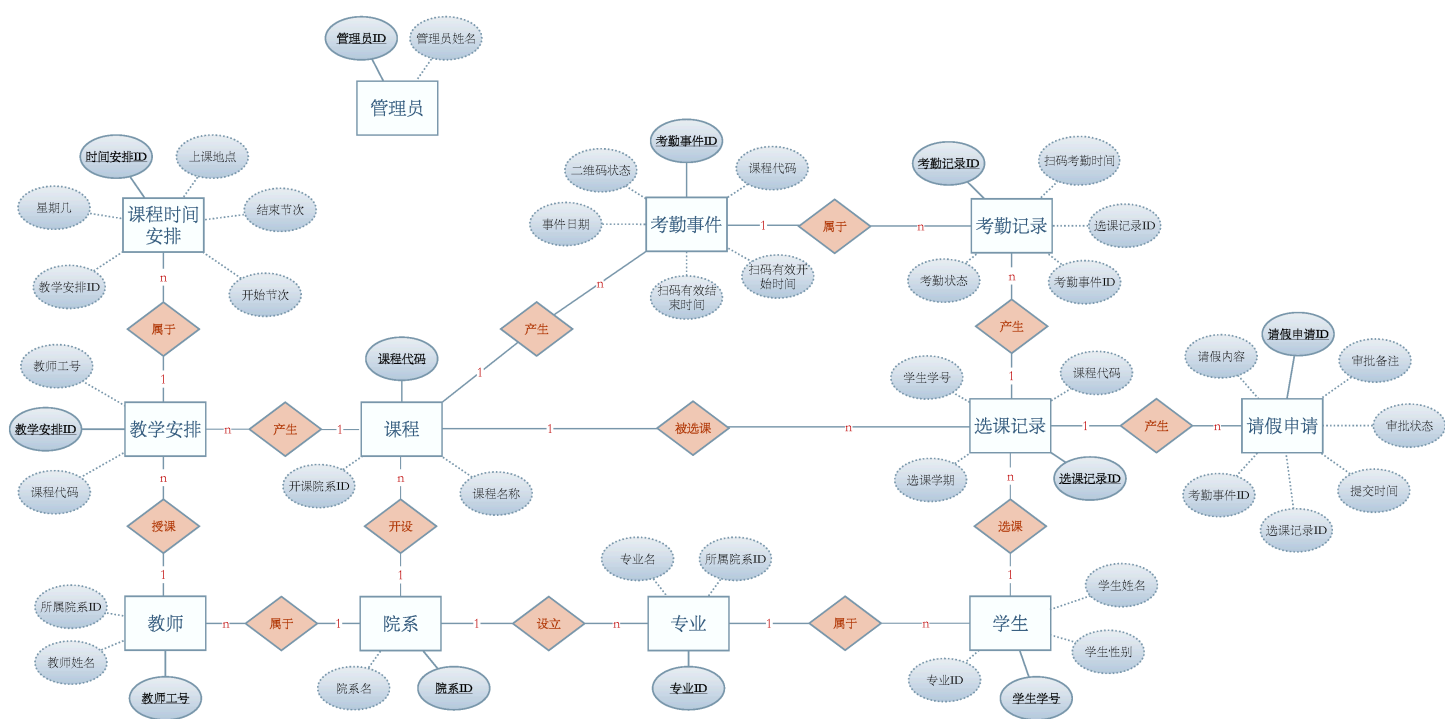 管理员ID
管理员姓名
管理员
时间安排ID
上课地点
星期几
课程时间
安排
结束节次
教学安排ID
开始节次
考勤事件ID
二维码状态
课程代码
事件日期
考勤事件
扫码有效结
束时间
扫码有效开
始时间
1
属于
n
考勤记录ID
扫码考勤时间
考勤记录
选课记录ID
考勤状态
考勤事件ID
n
属于
1
n
产生
1
n
产生
1
教师工号
教学安排ID
教学安排
课程代码
n
产生
1
课程代码
课程
开课院系ID
课程名称
1
被选课
n
学生学号
课程代码
选课记录
选课学期
选课记录ID
1
产生
n
请假申请ID
请假内容
审批备注
请假申请
审批状态
考勤事件ID
提交时间
选课记录ID
n
授课
1
n
开设
1
n
选课
1
所属院系ID
教师
教师姓名
教师工号
n
属于
1
院系
院系名
院系ID
1
设立
n
专业名
所属院系ID
专业
专业ID
1
属于
n
学生姓名
学生
学生性别
专业ID
学生学号